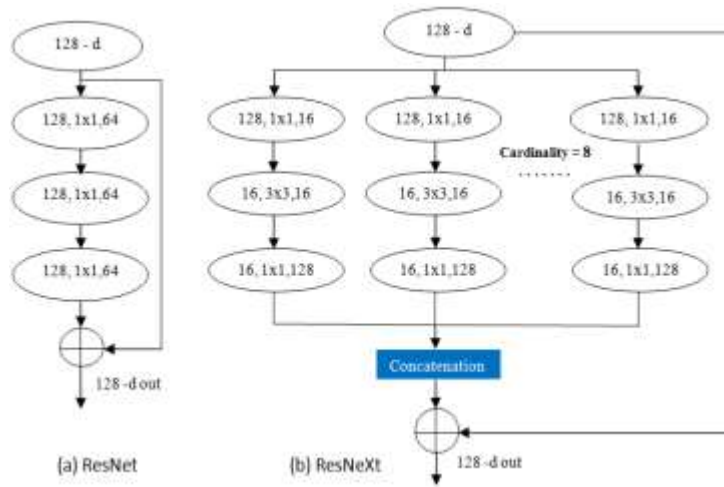 128 - d
128, 1x1,64
128, 1x1,64
128, 1x1,64
128 -d out
(a) ResNet
128 - d
128, 1x1,16
128, 1x1,16
128, 1x1,16
Cardinality = 8
. . . . . . .
16, 3x3,16
16, 3x3,16
16, 3x3,16
16, 1x1,128
16, 1x1,128
16, 1x1,128
Concatenation
128 -d out
(b) ResNeXt